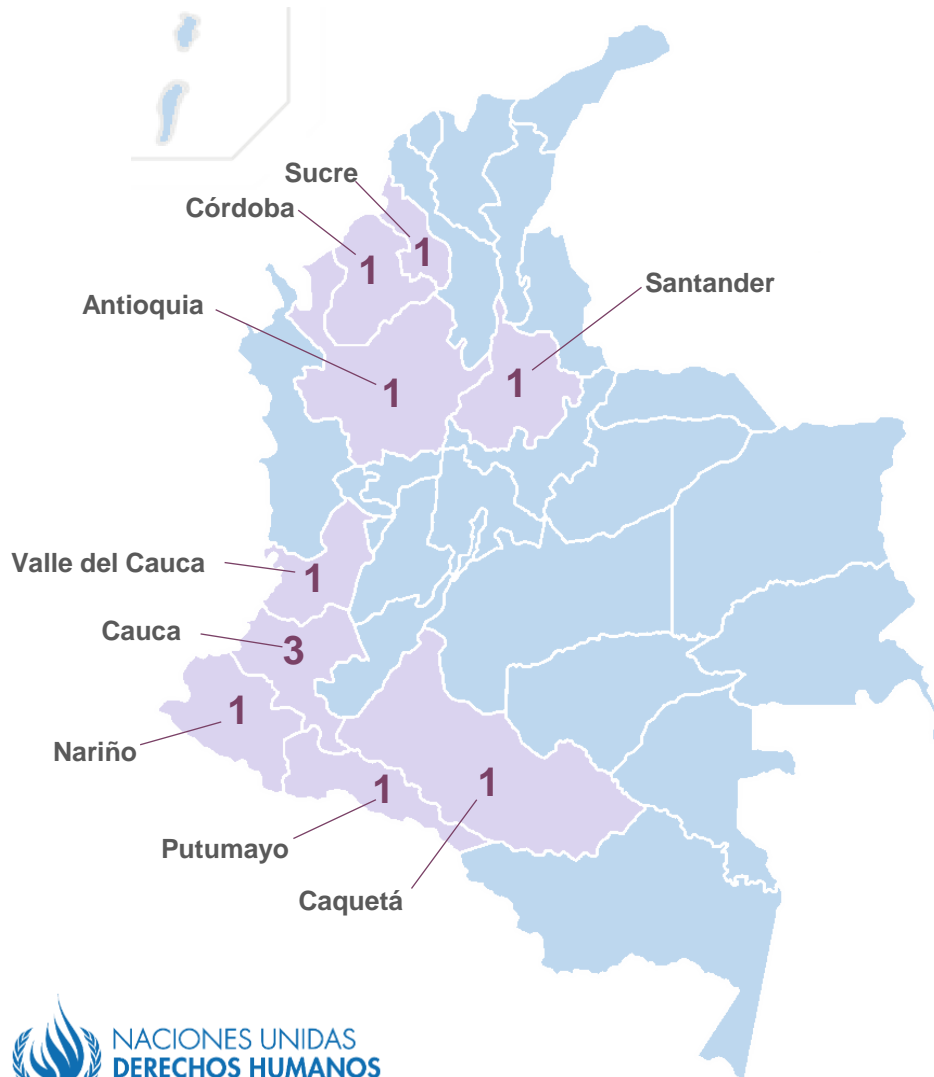 Sucre
Córdoba
1
1
Antioquia
Santander
1
1
Valle del Cauca
1
Cauca
3
1
Nariño
1
1
Putumayo
Caquetá
NACIONES UNIDAS
DERECHOS HUMANOS